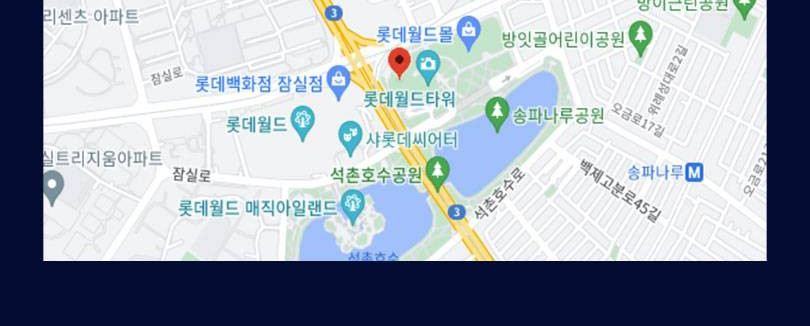 리센츠 아파트
3
방이근린공원
롯데월드몰
방잇골어린이공원
잠실로
롯데백화점 잠실점
위례성대로2길
롯데월드타워
롯데월드
송파나루공원
오금로17길
샤롯데씨어터
실트리지움아파트
잠실로
석촌호수공원
송파나루 M
백제고분로45길
석촌호수로
롯데월드 매직아일랜드
3
석촌호수